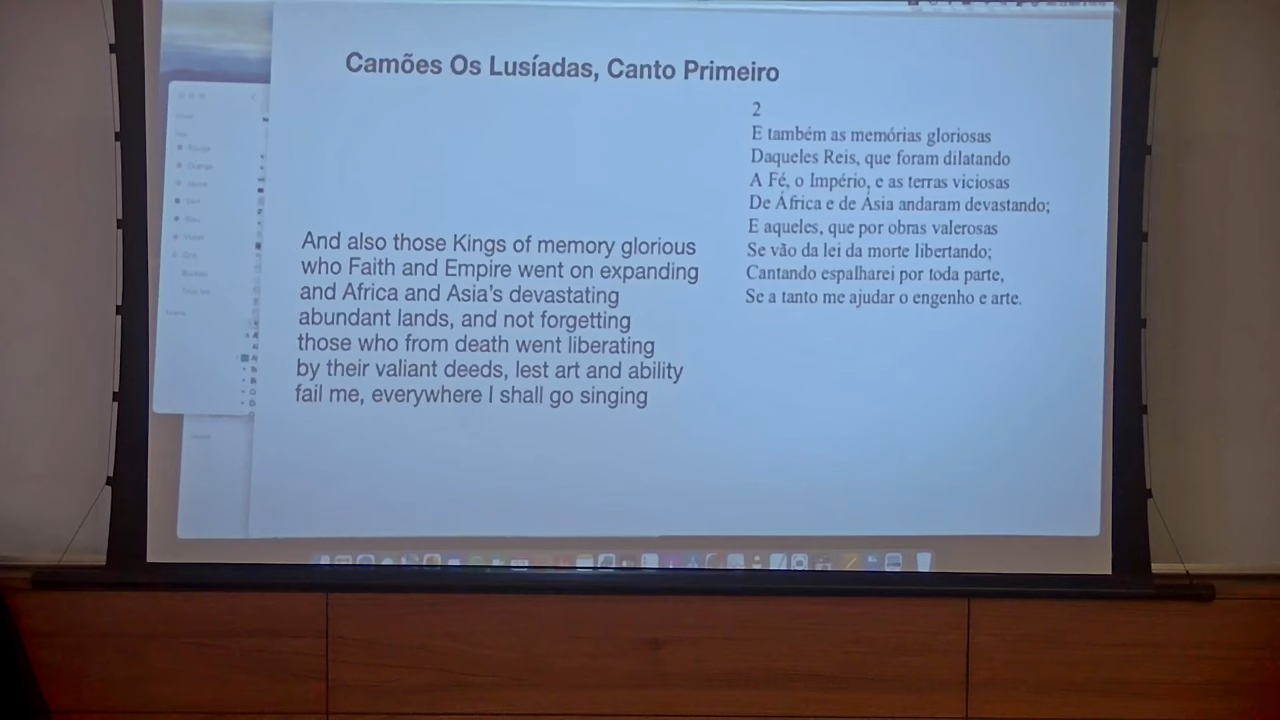 Camões Os Lusíadas, Canto Primeiro
2
E também as memórias gloriosas
Daqueles Reis, que foram dilatando
A Fé, o Império, e as terras viciosas
De África e de Ásia andaram devastando;
E aqueles, que por obras valerosas
Se vão da lei da morte libertando;
Cantando espalharei por toda parte,
Se a tanto me ajudar o engenho e arte.
And also those Kings of memory glorious
who Faith and Empire went on expanding
and Africa and Asia's devastating
abundant lands, and not forgetting
those who from death went liberating
by their valiant deeds, lest art and ability
fail me, everywhere I shall go singing
Rouge
Orange